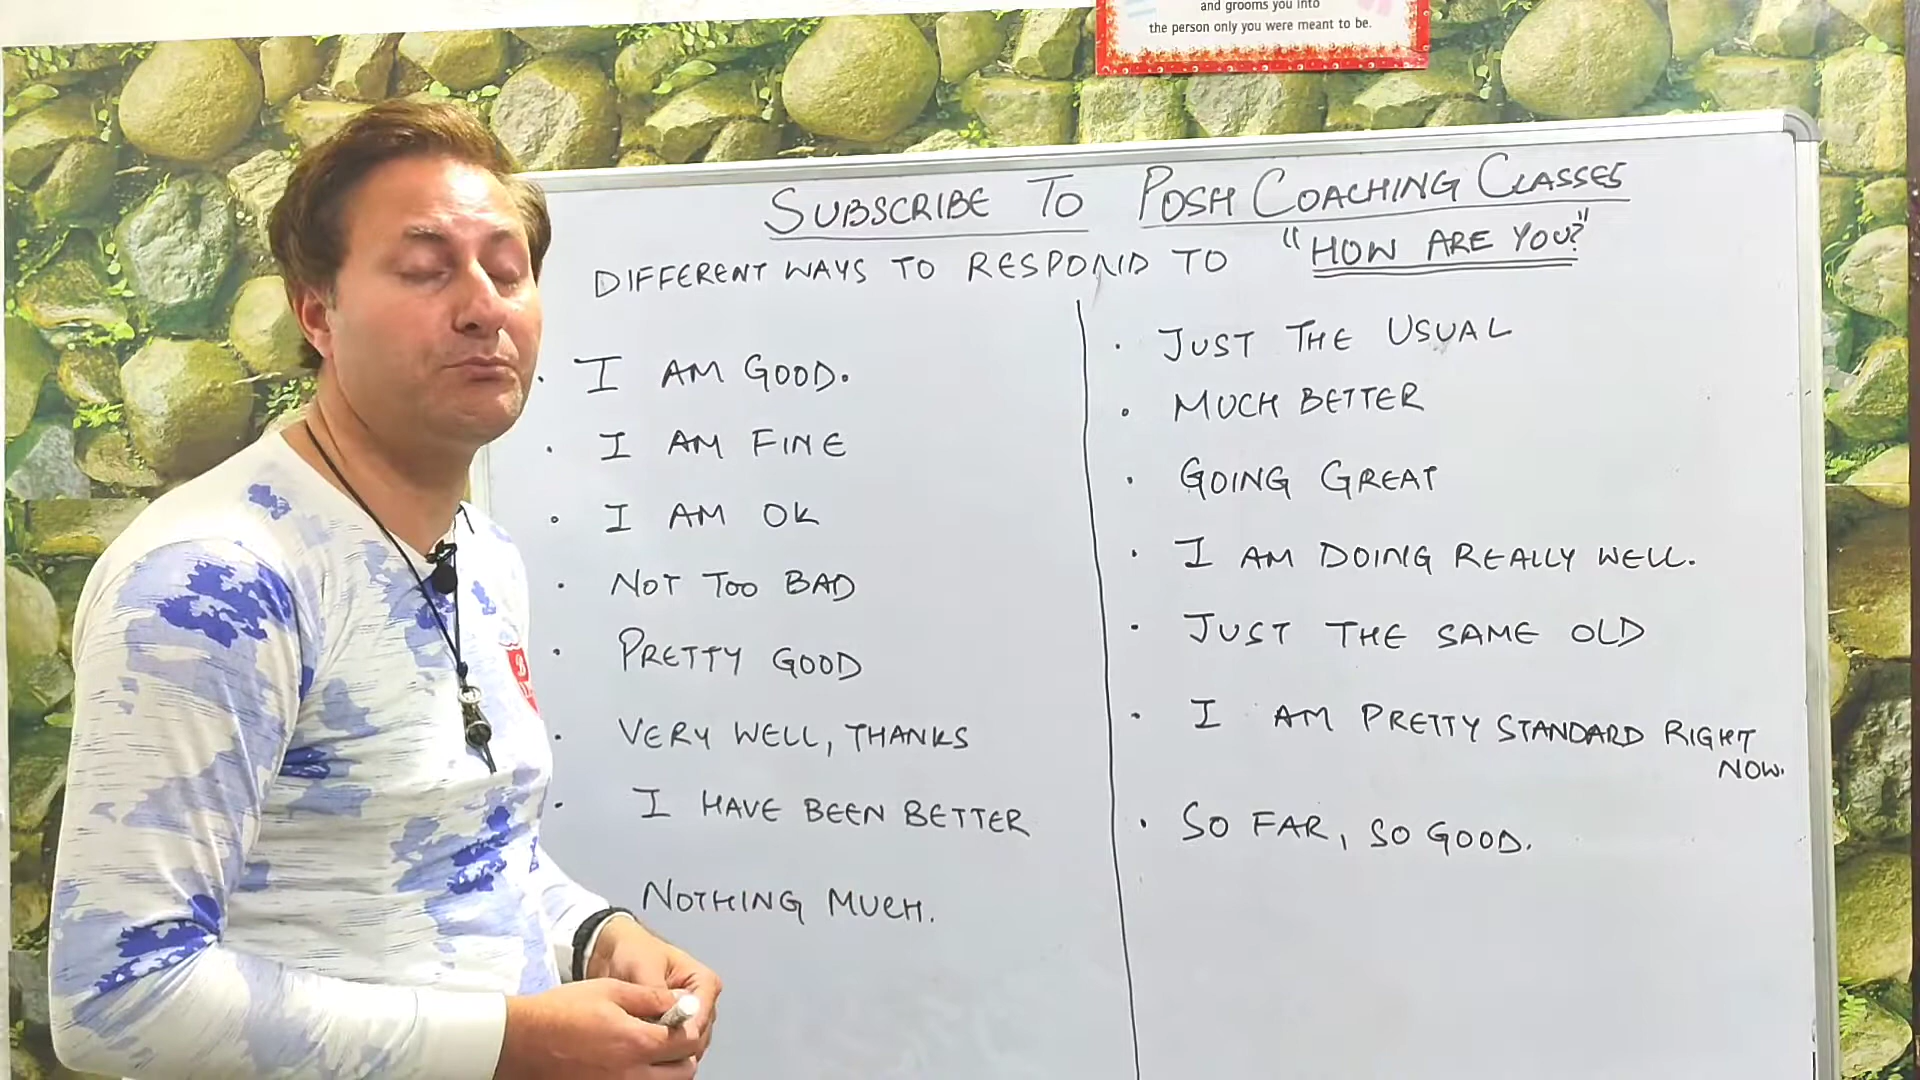 and grooms you into
the person only you were meant to be.
SUBSCRIBE TO POSH COACHING CLASSES
DIFFERENT WAYS TO RESPOND TO "HOW ARE YOU?"
· I AM GOOD.
· I AM FINE
· I AM OK
· NOT TOO BAD
· PRETTY GOOD
· VERY WELL, THANKS
· I HAVE BEEN BETTER
NOTHING MUCH.
· JUST THE USUAL
· MUCH BETTER
· GOING GREAT
· I AM DOING REALLY WELL.
· JUST THE SAME OLD
· I AM PRETTY STANDARD RIGHT
NOW.
· SO FAR, SO GOOD.